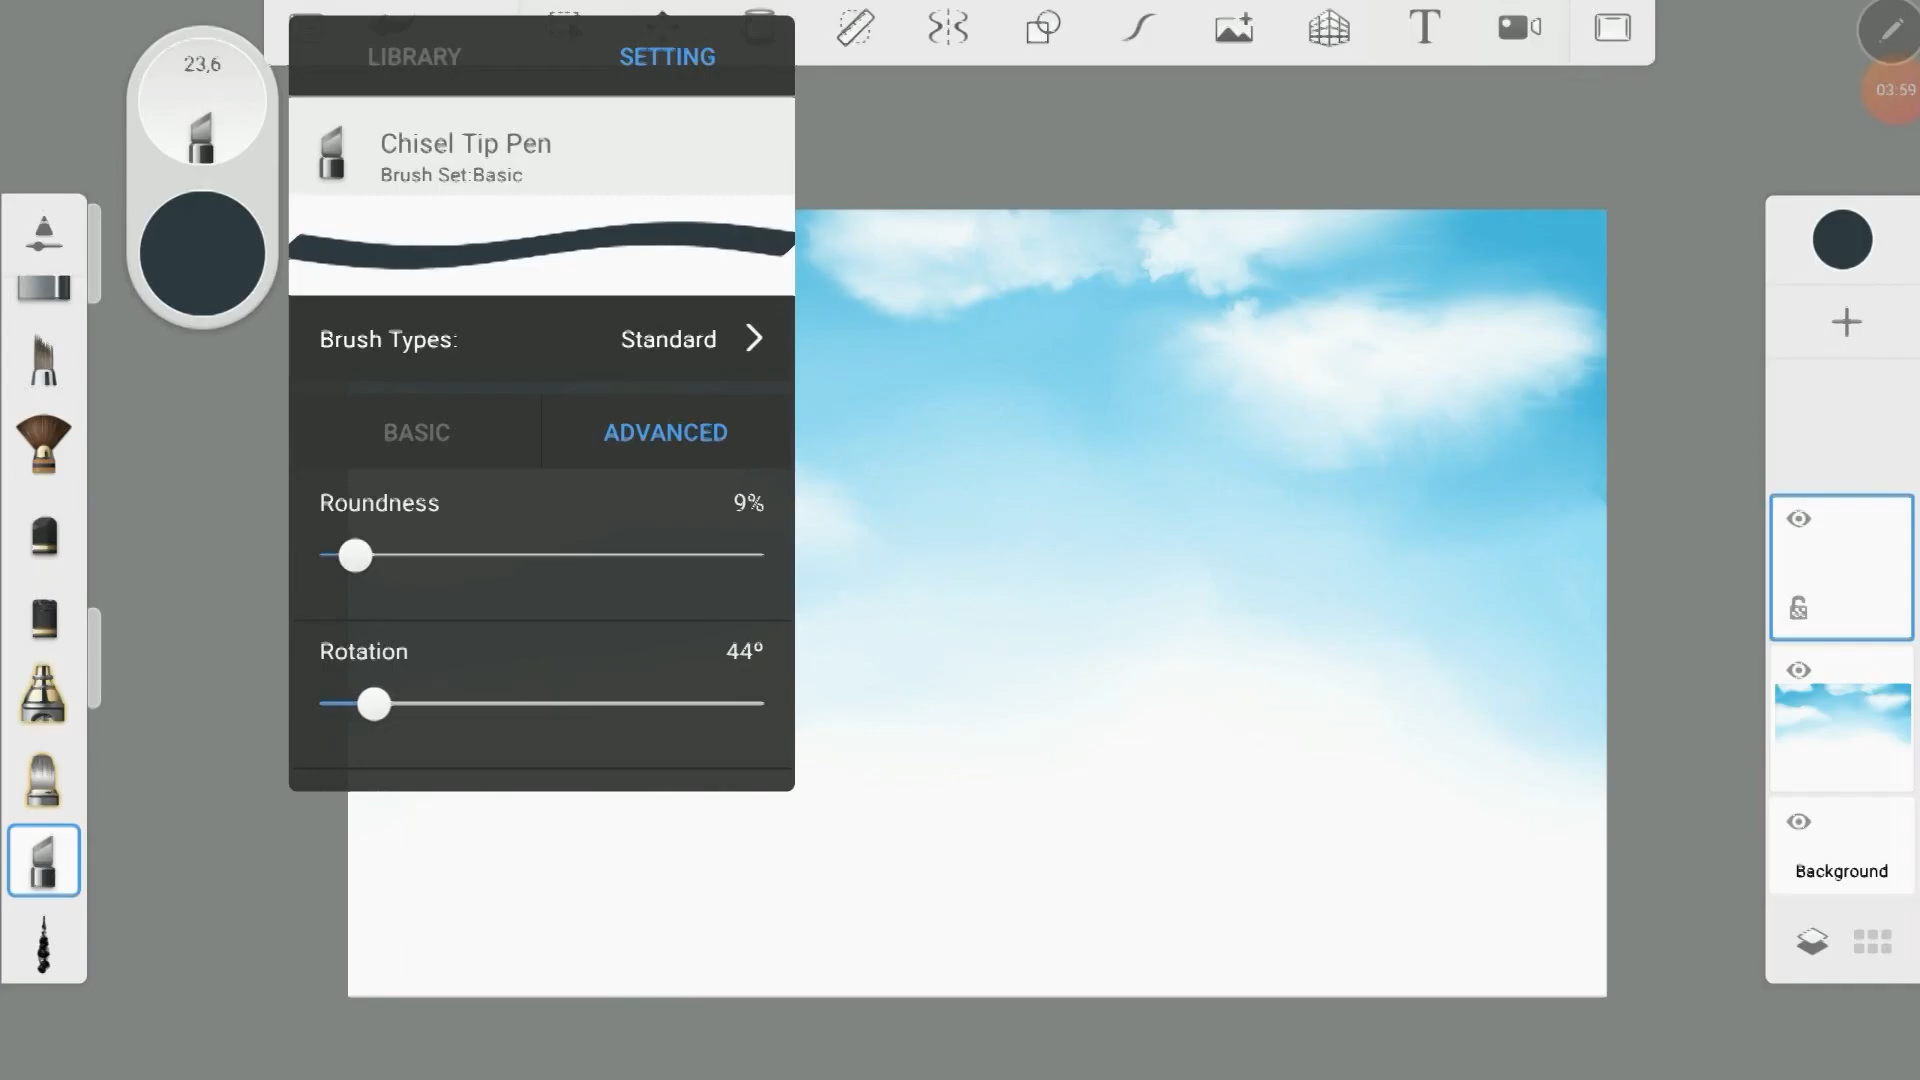 LIBRARY
SETTING
23,6
03:59
Chisel Tip Pen
Brush Set:Basic
Brush Types:
Standard
BASIC
ADVANCED
Roundness
9%
Rotation
44º
Background